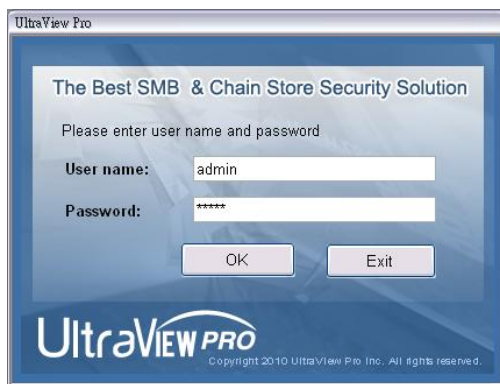 UltraView Pro
The Best SMB & Chain Store Security Solution
Please enter user name and password
User name: admin
Password: *****
OK Exit
UltraVIEW PRO
Copyright 2010 UltraView Pro Inc. All rights reserved.